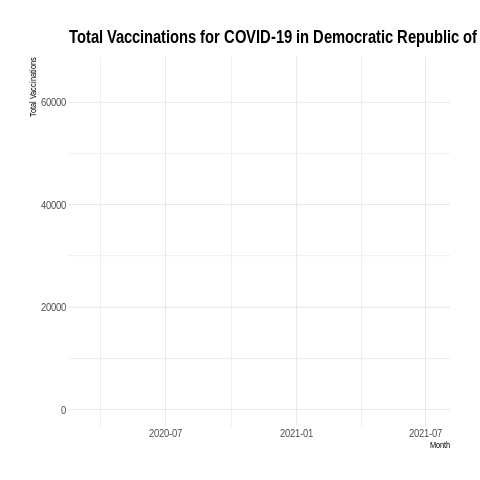 Total Vaccinations for COVID-19 in Democratic Republic of
Total Vaccinations
60000
40000
20000
0
2020-07 2021-01 2021-07
Month